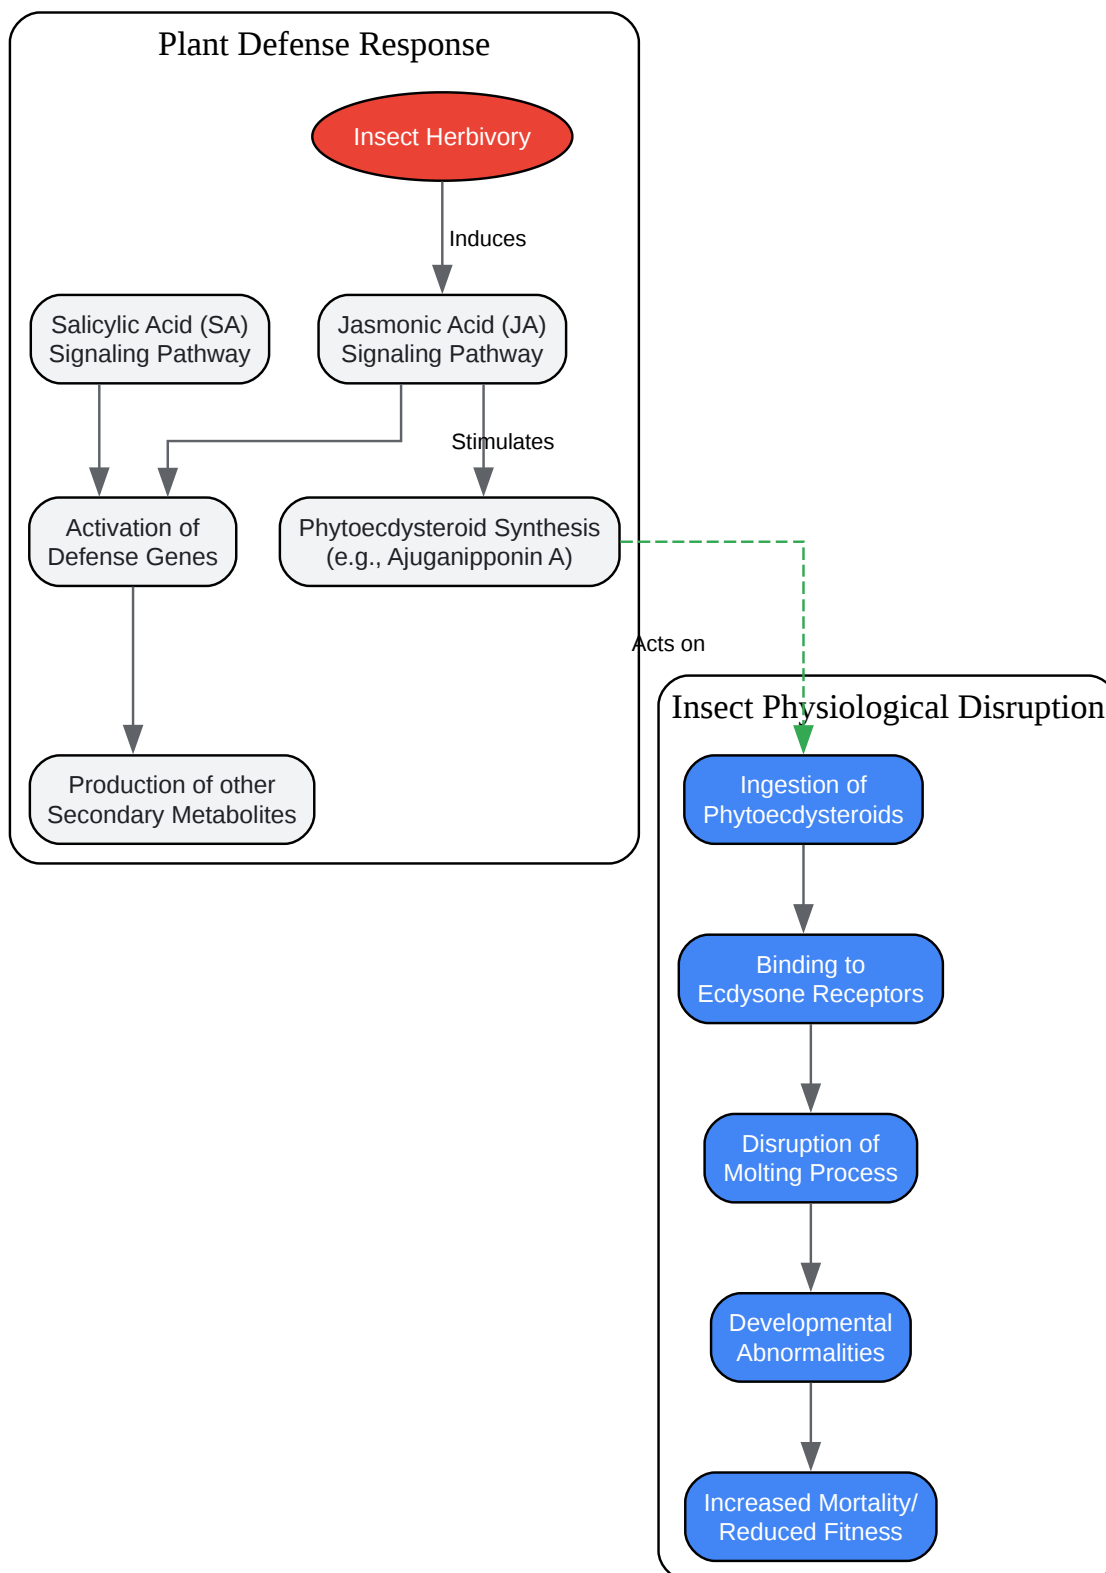 Plant Defense Response
Insect Herbivory
Induces
Salicylic Acid (SA)
Signaling Pathway
Jasmonic Acid (JA)
Signaling Pathway
Stimulates
Activation of
Defense Genes
Phytoecdysteroid Synthesis
(e.g., Ajuganipponin A)
Acts on
Production of other
Secondary Metabolites
Insect Physiological Disruption
Ingestion of
Phytoecdysteroids
Binding to
Ecdysone Receptors
Disruption of
Molting Process
Developmental
Abnormalities
Increased Mortality/
Reduced Fitness